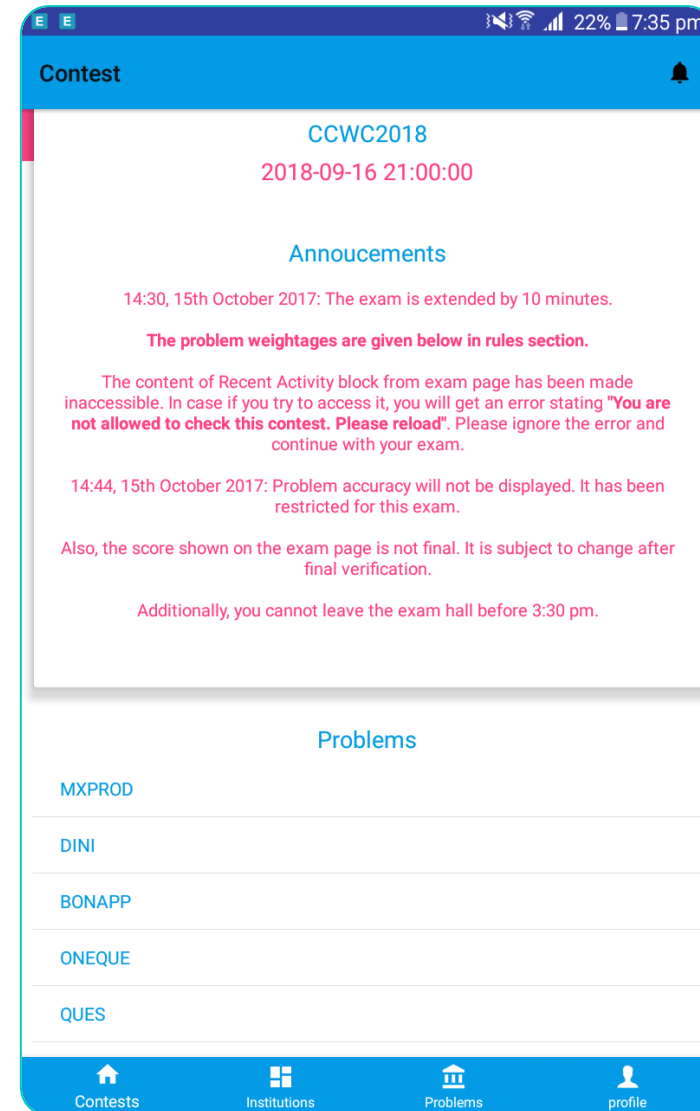 E E 22% 7:35 pm
Contest
CCWC2018
2018-09-16 21:00:00
Annoucements
14:30, 15th October 2017: The exam is extended by 10 minutes.
The problem weightages are given below in rules section.
The content of Recent Activity block from exam page has been made
inaccessible. In case if you try to access it, you will get an error stating "You are
not allowed to check this contest. Please reload". Please ignore the error and
continue with your exam.
14:44, 15th October 2017: Problem accuracy will not be displayed. It has been
restricted for this exam.
Also, the score shown on the exam page is not final. It is subject to change after
final verification.
Additionally, you cannot leave the exam hall before 3:30 pm.
Problems
MXPROD
DINI
BONAPP
ONEQUE
QUES
Contests Institutions Problems profile